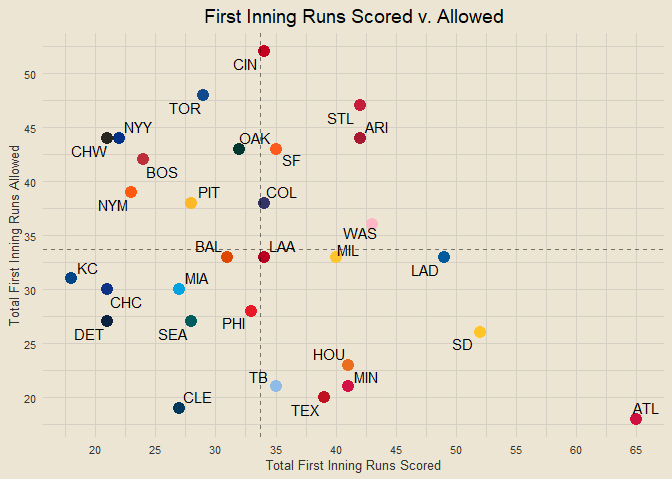 First Inning Runs Scored v. Allowed
CIN
50
TOR
STL
45
NYY
ARI
CHW
OAK
SF
BOS
40
NYM
PIT
COL
WAS
35
BAL
LAA
MIL
KC
LAD
30
MIA
CHC
DET
SEA
PHI
25
SD
HOU
TB
MIN
20
CLE
TEX
ATL
20 25 30 35 40 45 50 55 60 65
Total First Inning Runs Scored
Total First Inning Runs Allowed